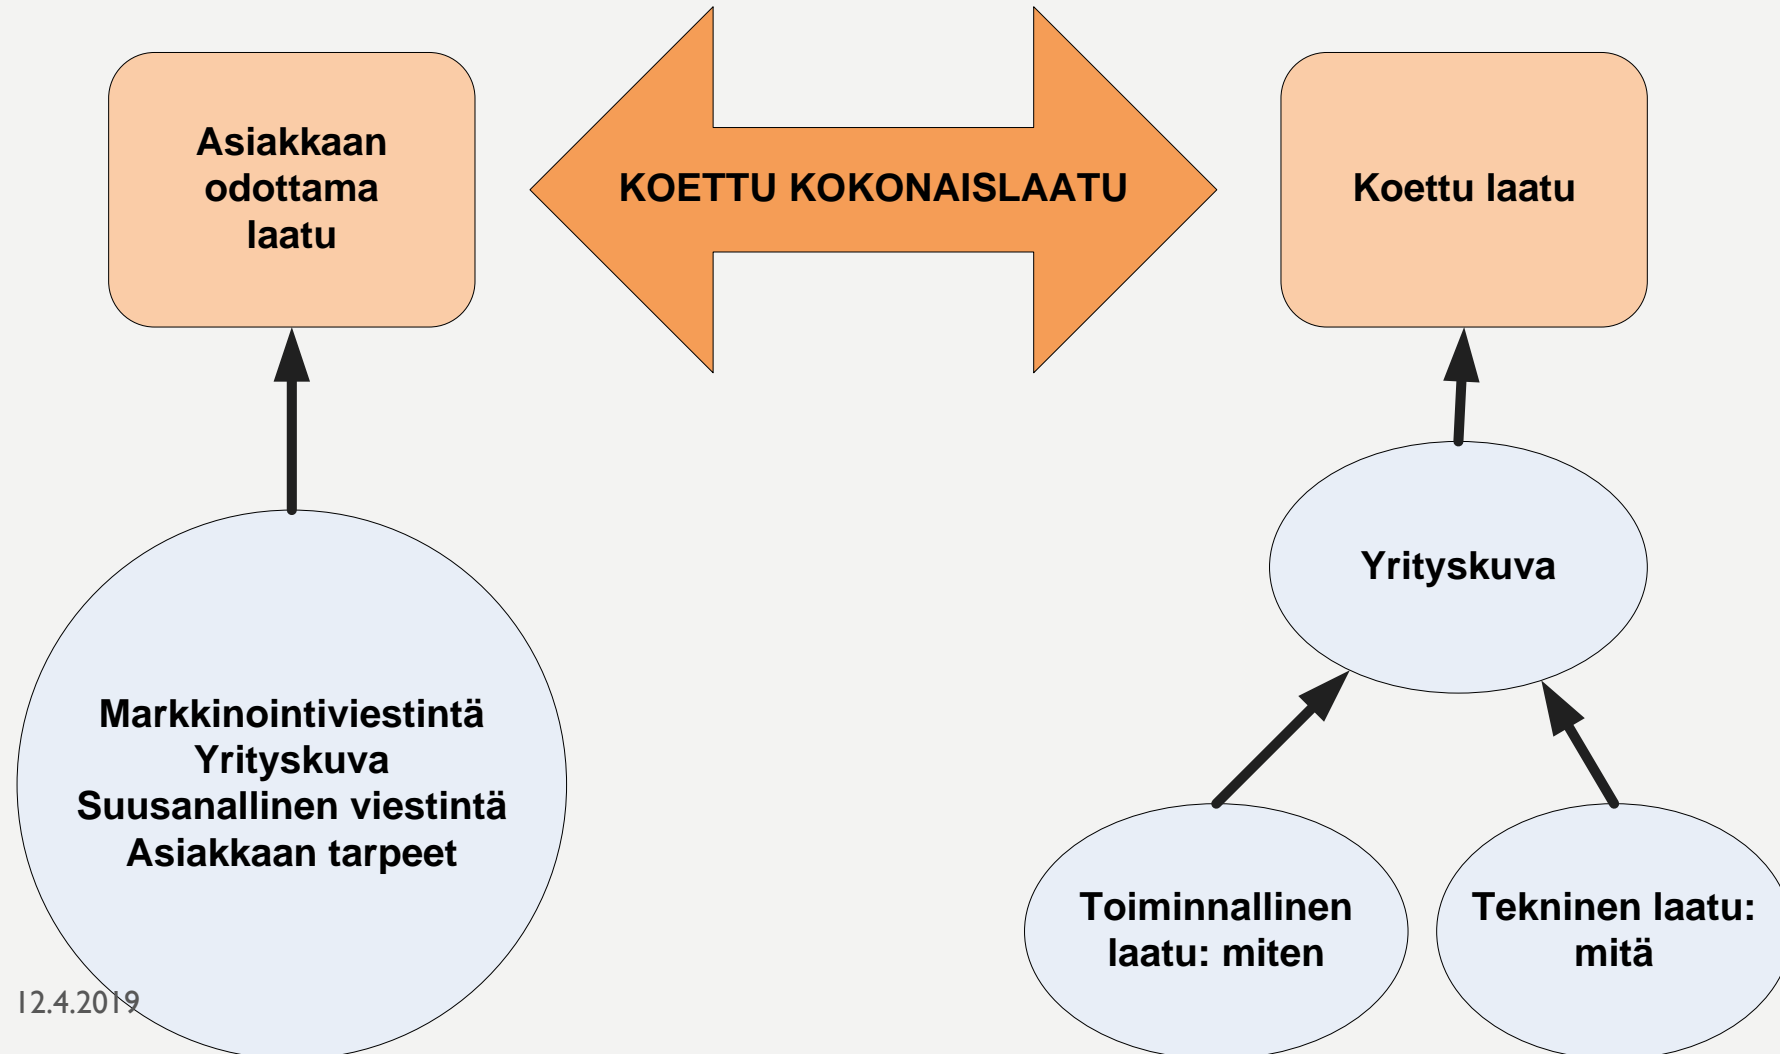 Asiakkaan
odottama
laatu
KOETTU KOKONAISLAATU
Koettu laatu
Markkinointiviestintä
Yrityskuva
Suusanallinen viestintä
Asiakkaan tarpeet
Yrityskuva
Toiminnallinen
laatu: miten
Tekninen laatu:
mitä
12.4.2019